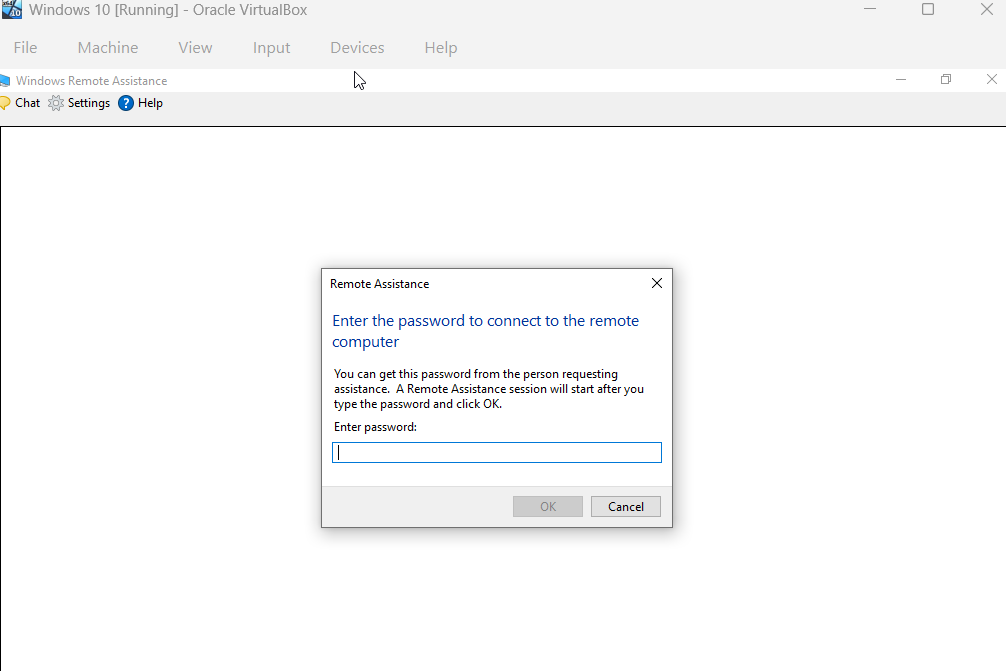 Windows 10 [Running] - Oracle VirtualBox
File Machine View Input Devices Help
Windows Remote Assistance
Chat Settings ? Help
Remote Assistance
Enter the password to connect to the remote
computer
You can get this password from the person requesting
assistance. A Remote Assistance session will start after you
type the password and click OK.
Enter password:
OK Cancel